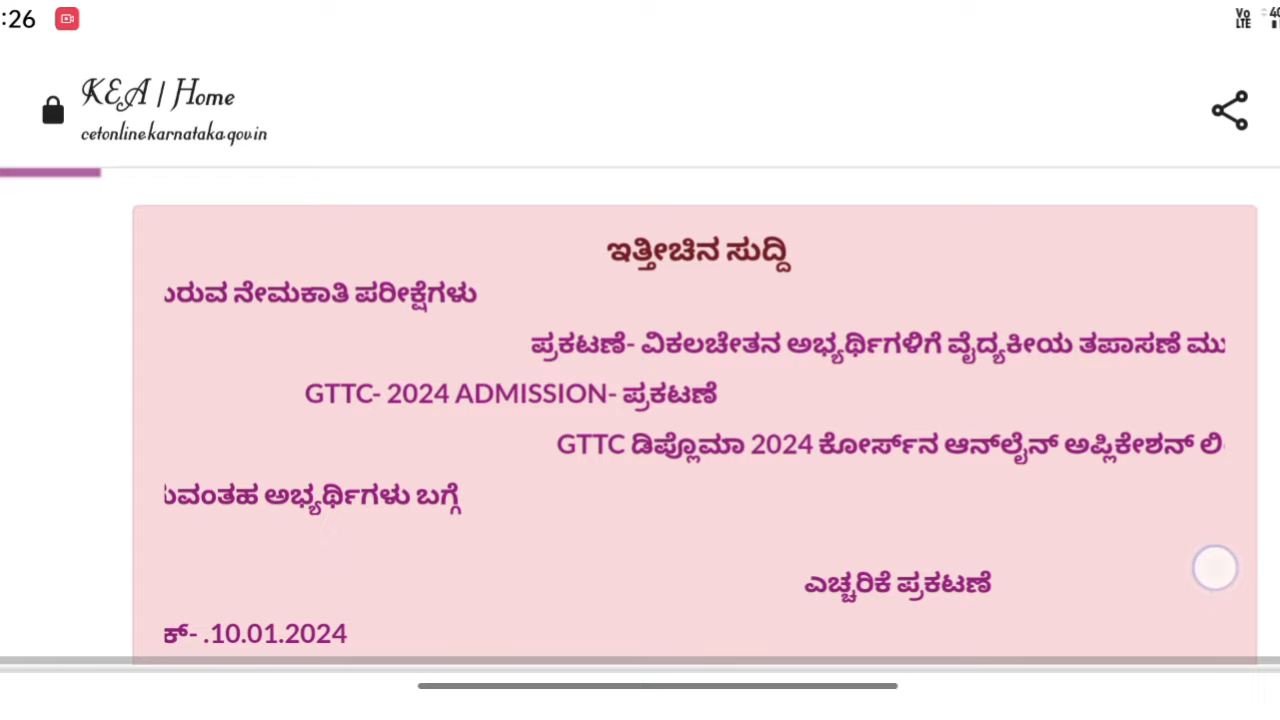 :26
Vo
LTE
KEA | Home
cetonline.karnataka.gov.in
ಇತ್ತೀಚಿನ ಸುದ್ದಿ
ನೇಮಕಾತಿ ಪರೀಕ್ಷೆಗಳು
ಪ್ರಕಟಣೆ- ವಿಕಲಚೇತನ ಅಭ್ಯರ್ಥಿಗಳಿಗೆ ವೈದ್ಯಕೀಯ ತಪಾಸಣೆ
GTTC- 2024 ADMISSION- ಪ್ರಕಟಣೆ
GTTC ಡಿಪ್ಲೊಮಾ 2024 ಕೋರ್ಸ್‌ನ ಆನ್‌ಲೈನ್ ಅಪ್ಲಿಕೇಶನ್
ಅಭ್ಯರ್ಥಿಗಳು ಬಗ್ಗೆ
ಎಚ್ಚರಿಕೆ ಪ್ರಕಟಣೆ
.10.01.2024